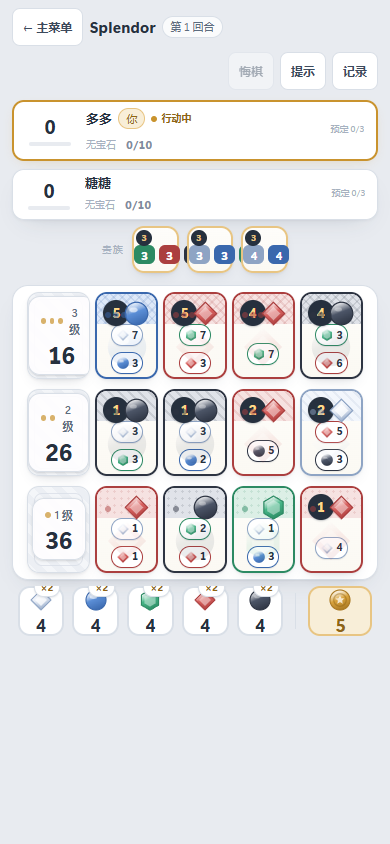 ← 主菜单 Splendor 第 1 回合
悔棋 提示 记录
0 多多 你 行动中 预定 0/3
无宝石 0/10
0 糖糖 预定 0/3
无宝石 0/10
贵族 3 3 3
3 3 3 3 4 4
3 级 16
5 7 3
5 7 3
4 7
4 3 6
2 级 26
1 3 3
1 3 2
2 5
2 5 3
1 级 36
1 1
2 1
1 3
1 4
×2 ×2 ×2 ×2 ×2
4 4 4 4 4 5